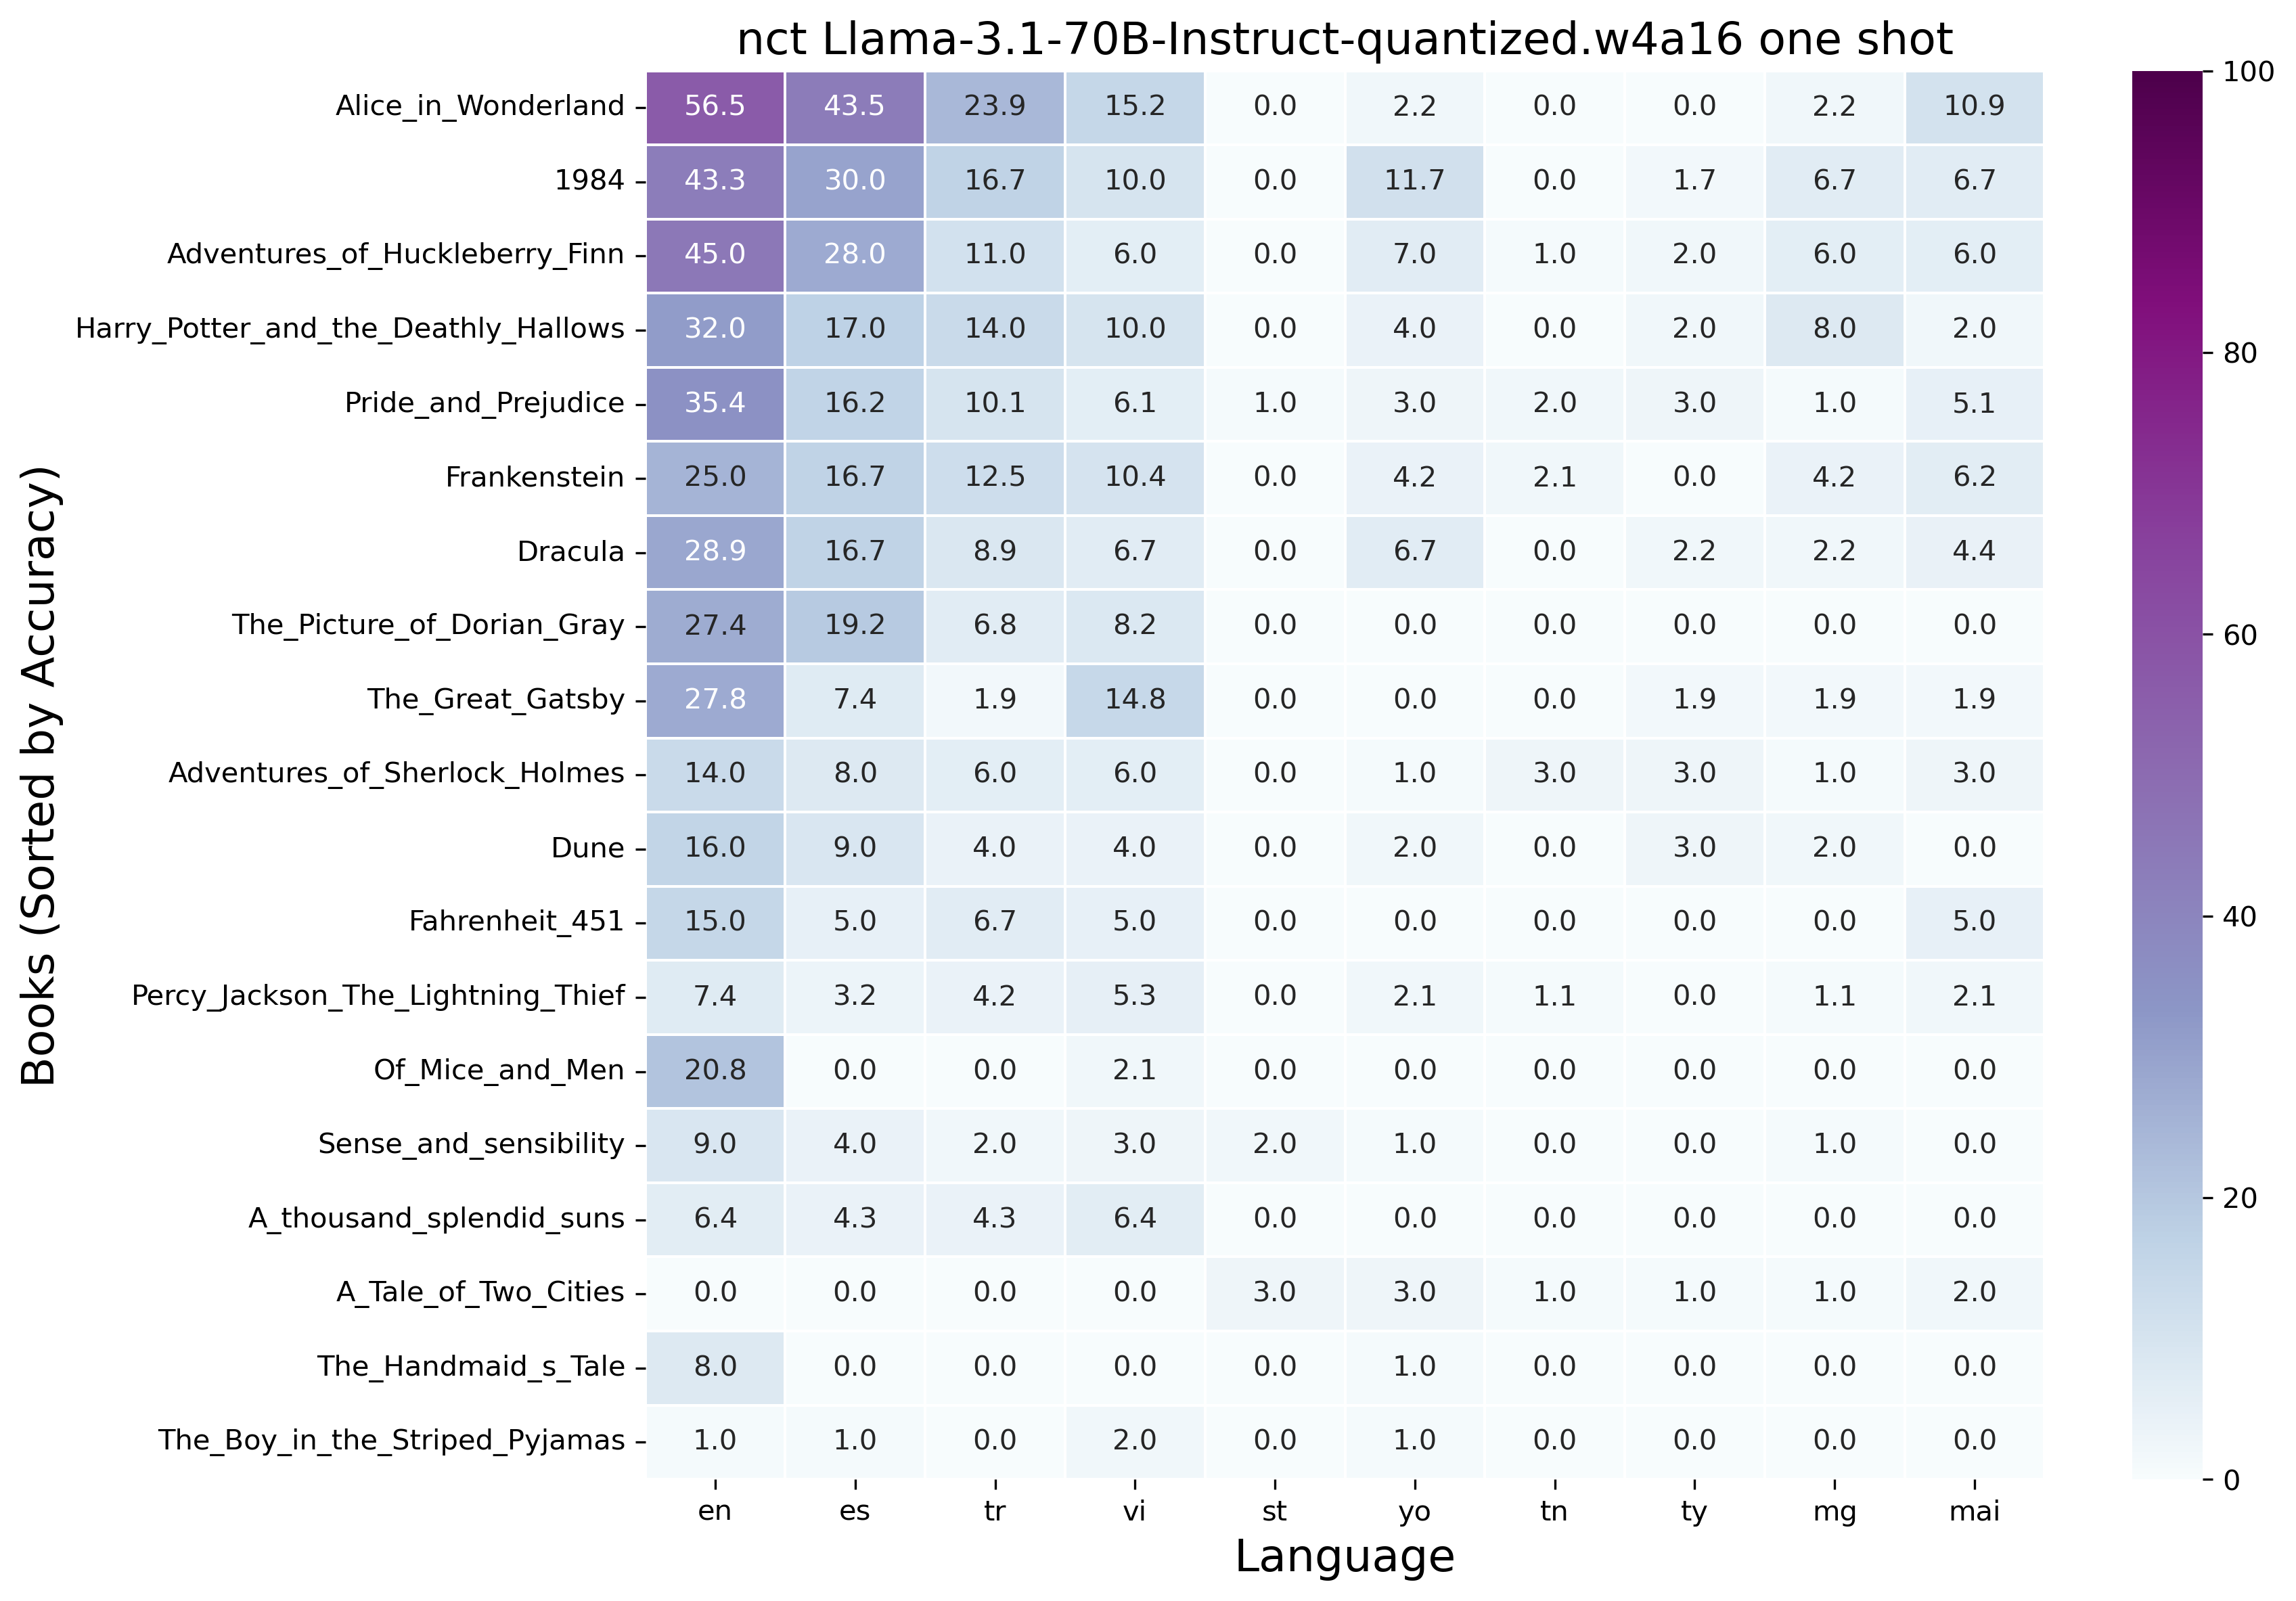 nct Llama-3.1-70B-Instruct-quantized.w4a16 one shot
Books (Sorted by Accuracy)
Alice_in_Wonderland 56.5 43.5 23.9 15.2 0.0 2.2 0.0 0.0 2.2 10.9
1984 43.3 30.0 16.7 10.0 0.0 11.7 0.0 1.7 6.7 6.7
Adventures_of_Huckleberry_Finn 45.0 28.0 11.0 6.0 0.0 7.0 1.0 2.0 6.0 6.0
Harry_Potter_and_the_Deathly_Hallows 32.0 17.0 14.0 10.0 0.0 4.0 0.0 2.0 8.0 2.0
Pride_and_Prejudice 35.4 16.2 10.1 6.1 1.0 3.0 2.0 3.0 1.0 5.1
Frankenstein 25.0 16.7 12.5 10.4 0.0 4.2 2.1 0.0 4.2 6.2
Dracula 28.9 16.7 8.9 6.7 0.0 6.7 0.0 2.2 2.2 4.4
The_Picture_of_Dorian_Gray 27.4 19.2 6.8 8.2 0.0 0.0 0.0 0.0 0.0 0.0
The_Great_Gatsby 27.8 7.4 1.9 14.8 0.0 0.0 0.0 1.9 1.9 1.9
Adventures_of_Sherlock_Holmes 14.0 8.0 6.0 6.0 0.0 1.0 3.0 3.0 1.0 3.0
Dune 16.0 9.0 4.0 4.0 0.0 2.0 0.0 3.0 2.0 0.0
Fahrenheit_451 15.0 5.0 6.7 5.0 0.0 0.0 0.0 0.0 0.0 5.0
Percy_Jackson_The_Lightning_Thief 7.4 3.2 4.2 5.3 0.0 2.1 1.1 0.0 1.1 2.1
Of_Mice_and_Men 20.8 0.0 0.0 2.1 0.0 0.0 0.0 0.0 0.0 0.0
Sense_and_sensibility 9.0 4.0 2.0 3.0 2.0 1.0 0.0 0.0 1.0 0.0
A_thousand_splendid_suns 6.4 4.3 4.3 6.4 0.0 0.0 0.0 0.0 0.0 0.0
A_Tale_of_Two_Cities 0.0 0.0 0.0 0.0 3.0 3.0 1.0 1.0 1.0 2.0
The_Handmaid_s_Tale 8.0 0.0 0.0 0.0 0.0 1.0 0.0 0.0 0.0 0.0
The_Boy_in_the_Striped_Pyjamas 1.0 1.0 0.0 2.0 0.0 1.0 0.0 0.0 0.0 0.0
en es tr vi st yo tn ty mg mai
Language
100
80
60
40
20
0